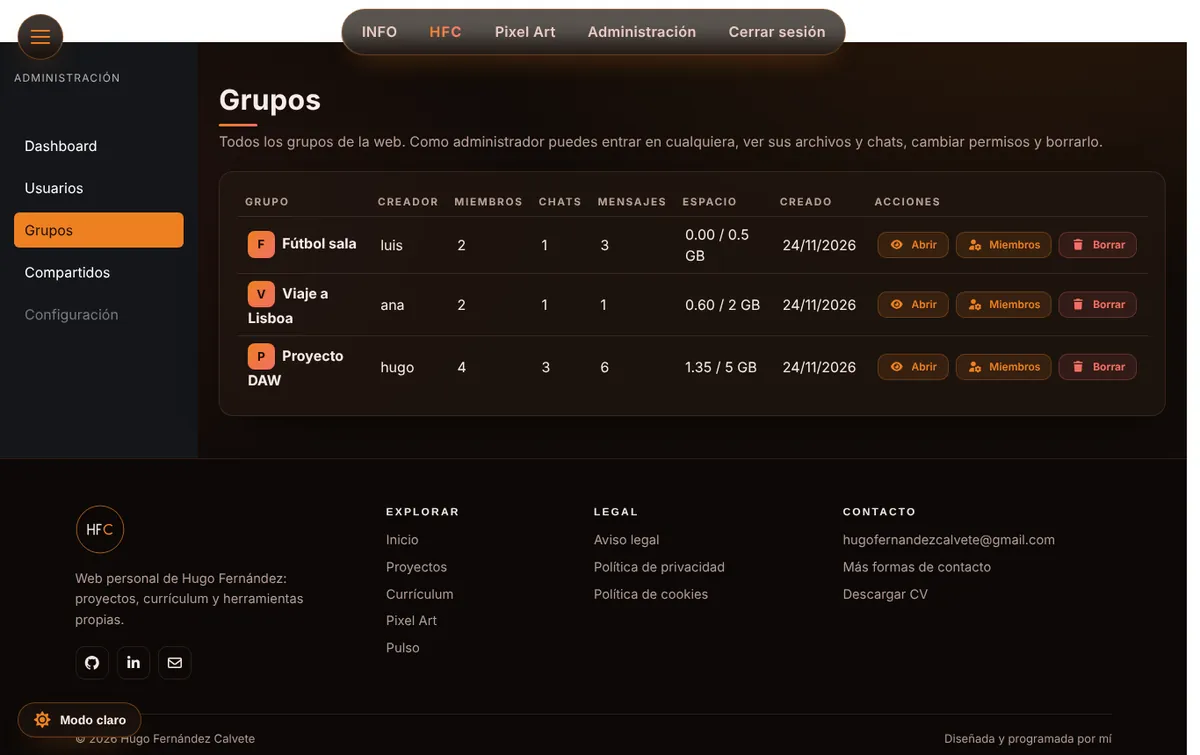 INFO HFC Pixel Art Administración Cerrar sesión
ADMINISTRACIÓN
Dashboard
Usuarios
Grupos
Compartidos
Configuración
Grupos
Todos los grupos de la web. Como administrador puedes entrar en cualquiera, ver sus archivos y chats, cambiar permisos y borrarlo.
GRUPO CREADOR MIEMBROS CHATS MENSAJES ESPACIO CREADO ACCIONES
F Fútbol sala luis 2 1 3 0.00 / 0.5 GB 24/11/2026 Abrir Miembros Borrar
V Viaje a Lisboa ana 2 1 1 0.60 / 2 GB 24/11/2026 Abrir Miembros Borrar
P Proyecto DAW hugo 4 3 6 1.35 / 5 GB 24/11/2026 Abrir Miembros Borrar
HFC
Web personal de Hugo Fernández:
proyectos, currículum y herramientas
propias.
EXPLORAR
Inicio
Proyectos
Currículum
Pixel Art
Pulso
LEGAL
Aviso legal
Política de privacidad
Política de cookies
CONTACTO
hugofernandezcalvete@gmail.com
Más formas de contacto
Descargar CV
Modo claro
© 2026 Hugo Fernández Calvete
Diseñada y programada por mí